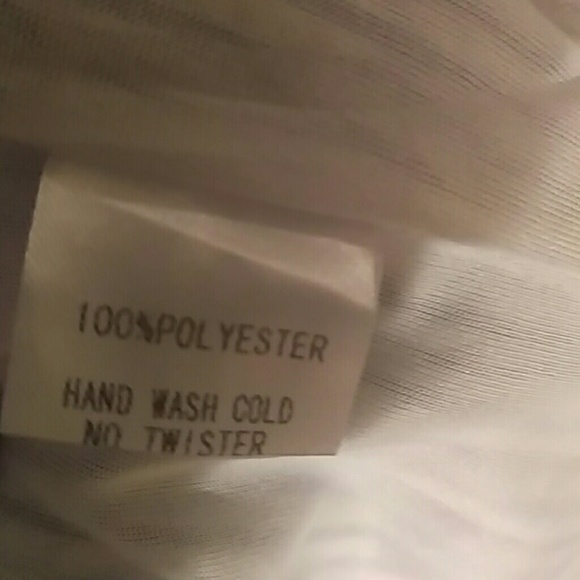 100%POLYESTER
HAND WASH COLD
NO TWISTER